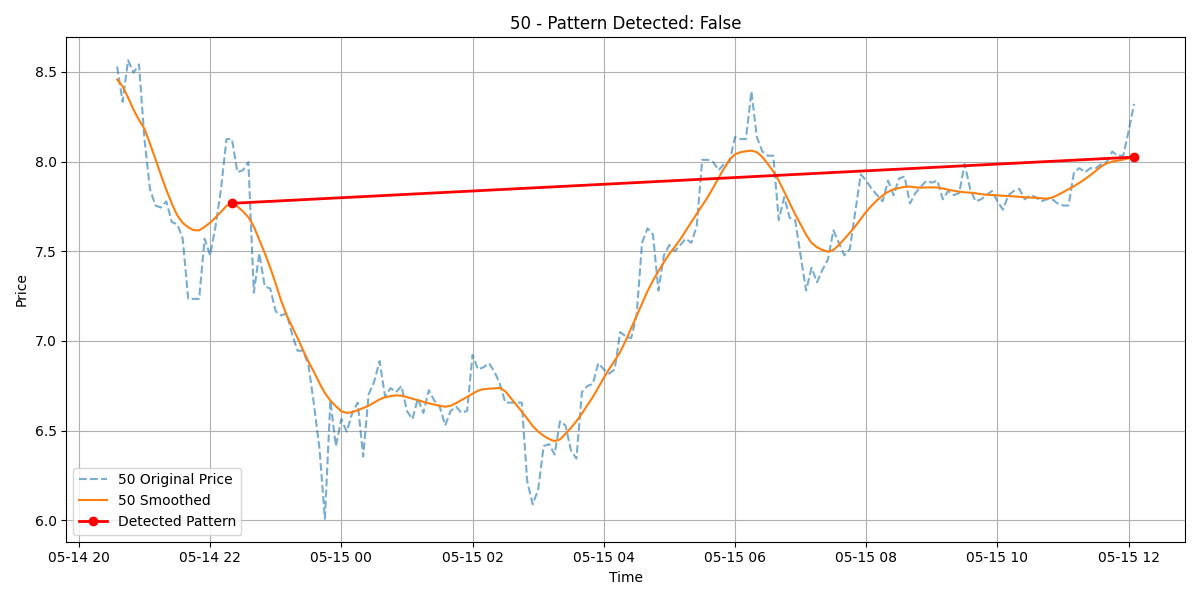 50 - Pattern Detected: False
Price
8.5
8.0
7.5
7.0
6.5
6.0
50 Original Price
50 Smoothed
Detected Pattern
05-14 20 05-14 22 05-15 00 05-15 02 05-15 04 05-15 06 05-15 08 05-15 10 05-15 12
Time